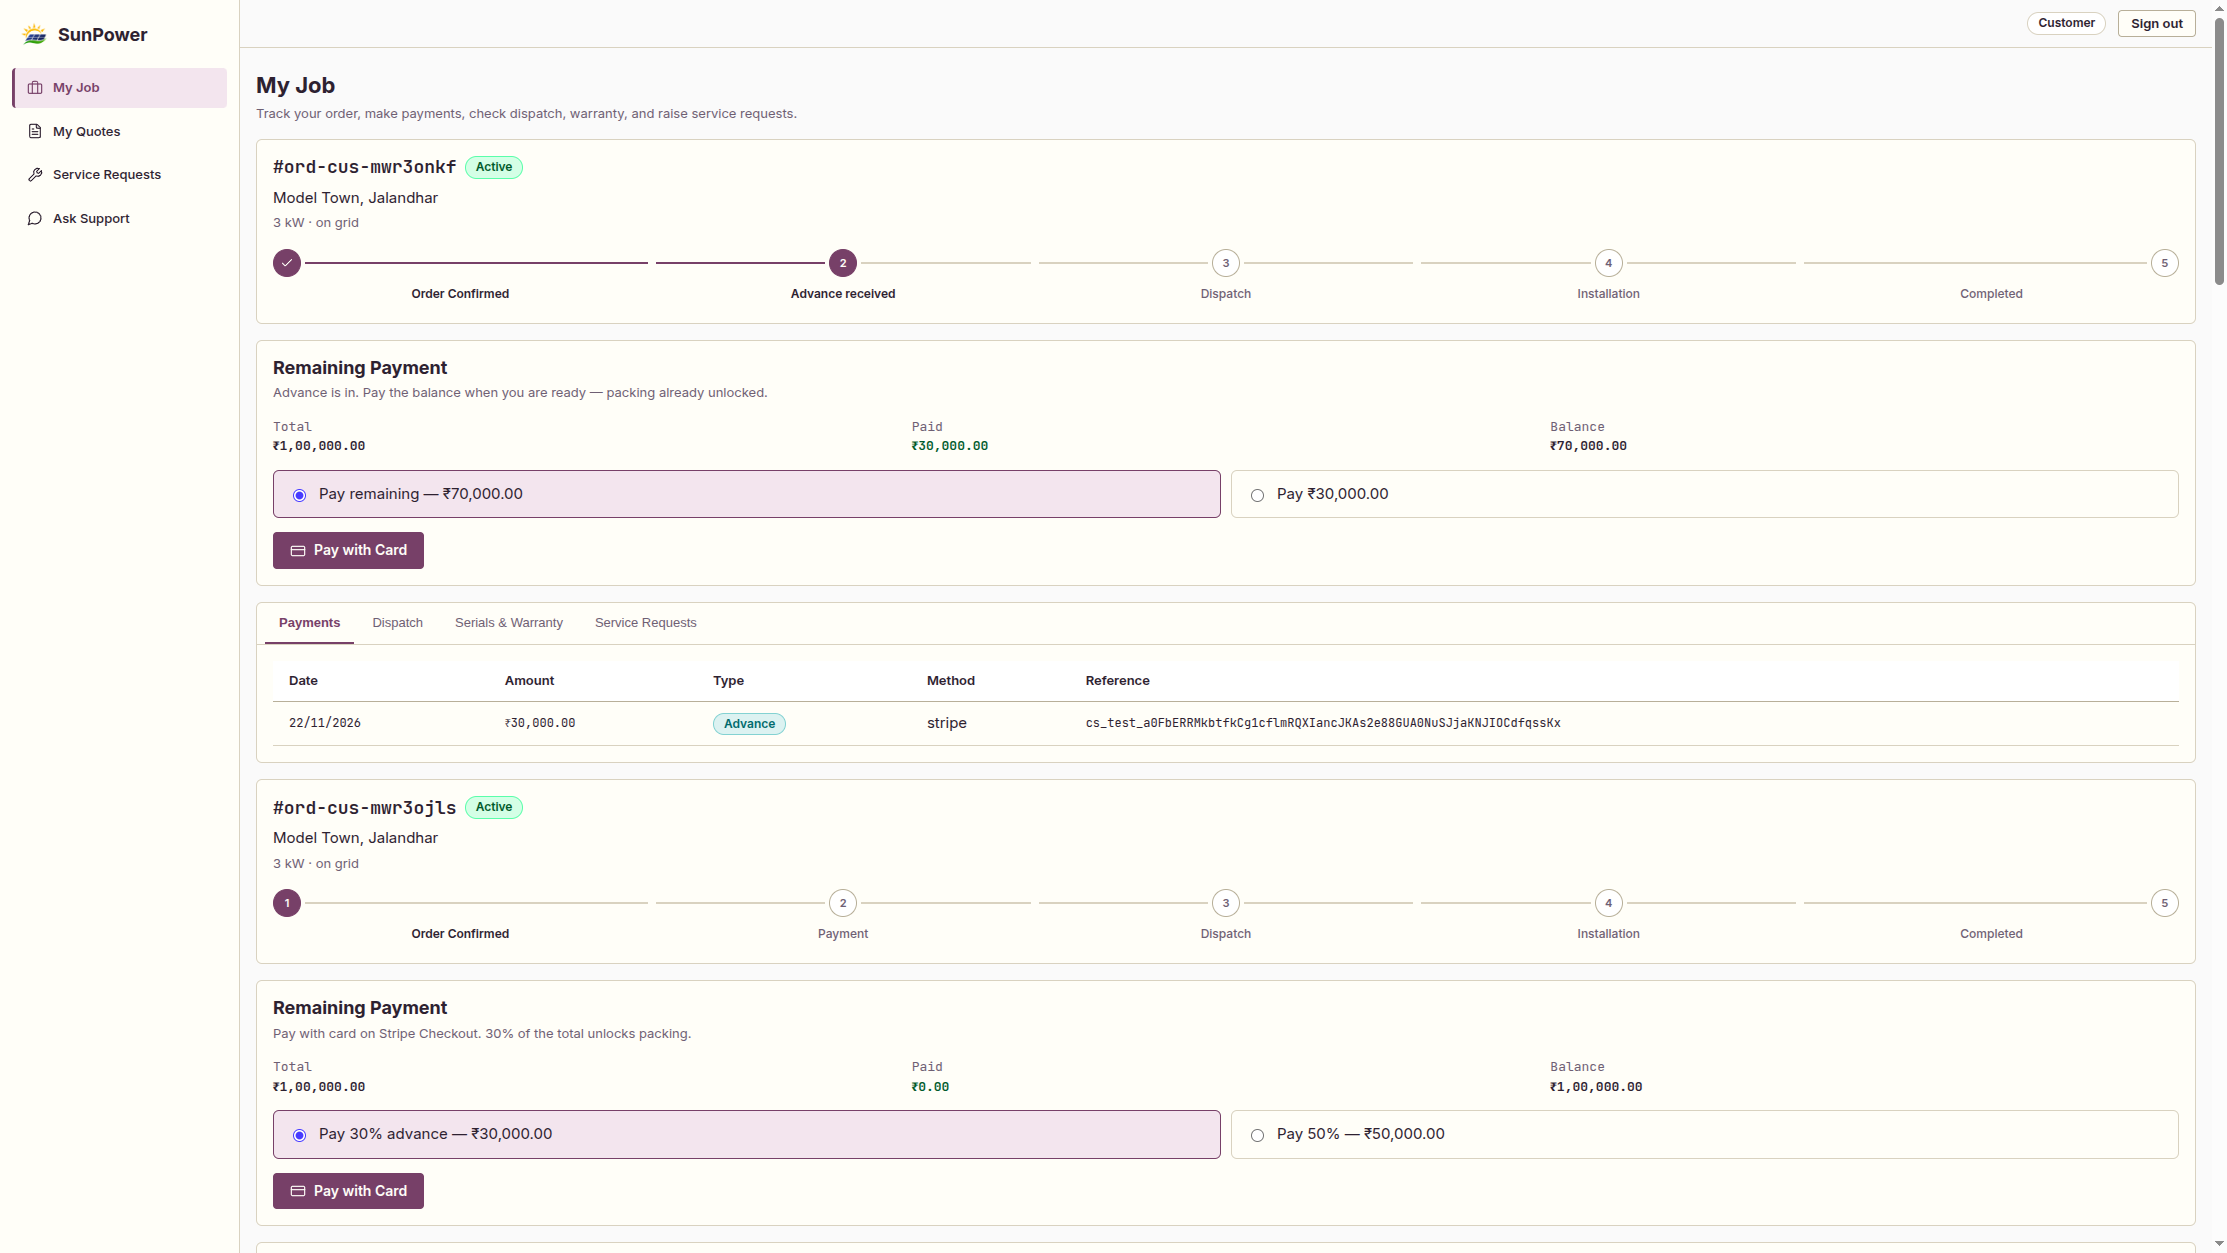 SunPower
Customer
Sign out
My Job
My Quotes
Service Requests
Ask Support
My Job
Track your order, make payments, check dispatch, warranty, and raise service requests.
#ord-cus-mwr3onkf Active
Model Town, Jalandhar
3 kW · on grid
2 3 4 5
Order Confirmed Advance received Dispatch Installation Completed
Remaining Payment
Advance is in. Pay the balance when you are ready — packing already unlocked.
Total Paid Balance
₹1,00,000.00 ₹30,000.00 ₹70,000.00
Pay remaining — ₹70,000.00 Pay ₹30,000.00
Pay with Card
Payments Dispatch Serials & Warranty Service Requests
Date Amount Type Method Reference
22/11/2026 ₹30,000.00 Advance stripe cs_test_a0FbERRMkbtfkCg1cflmRQXIancJKAs2e88GUA0NuSJjaKNJIOCdfqssKx
#ord-cus-mwr3ojls Active
Model Town, Jalandhar
3 kW · on grid
1 2 3 4 5
Order Confirmed Payment Dispatch Installation Completed
Remaining Payment
Pay with card on Stripe Checkout. 30% of the total unlocks packing.
Total Paid Balance
₹1,00,000.00 ₹0.00 ₹1,00,000.00
Pay 30% advance — ₹30,000.00 Pay 50% — ₹50,000.00
Pay with Card